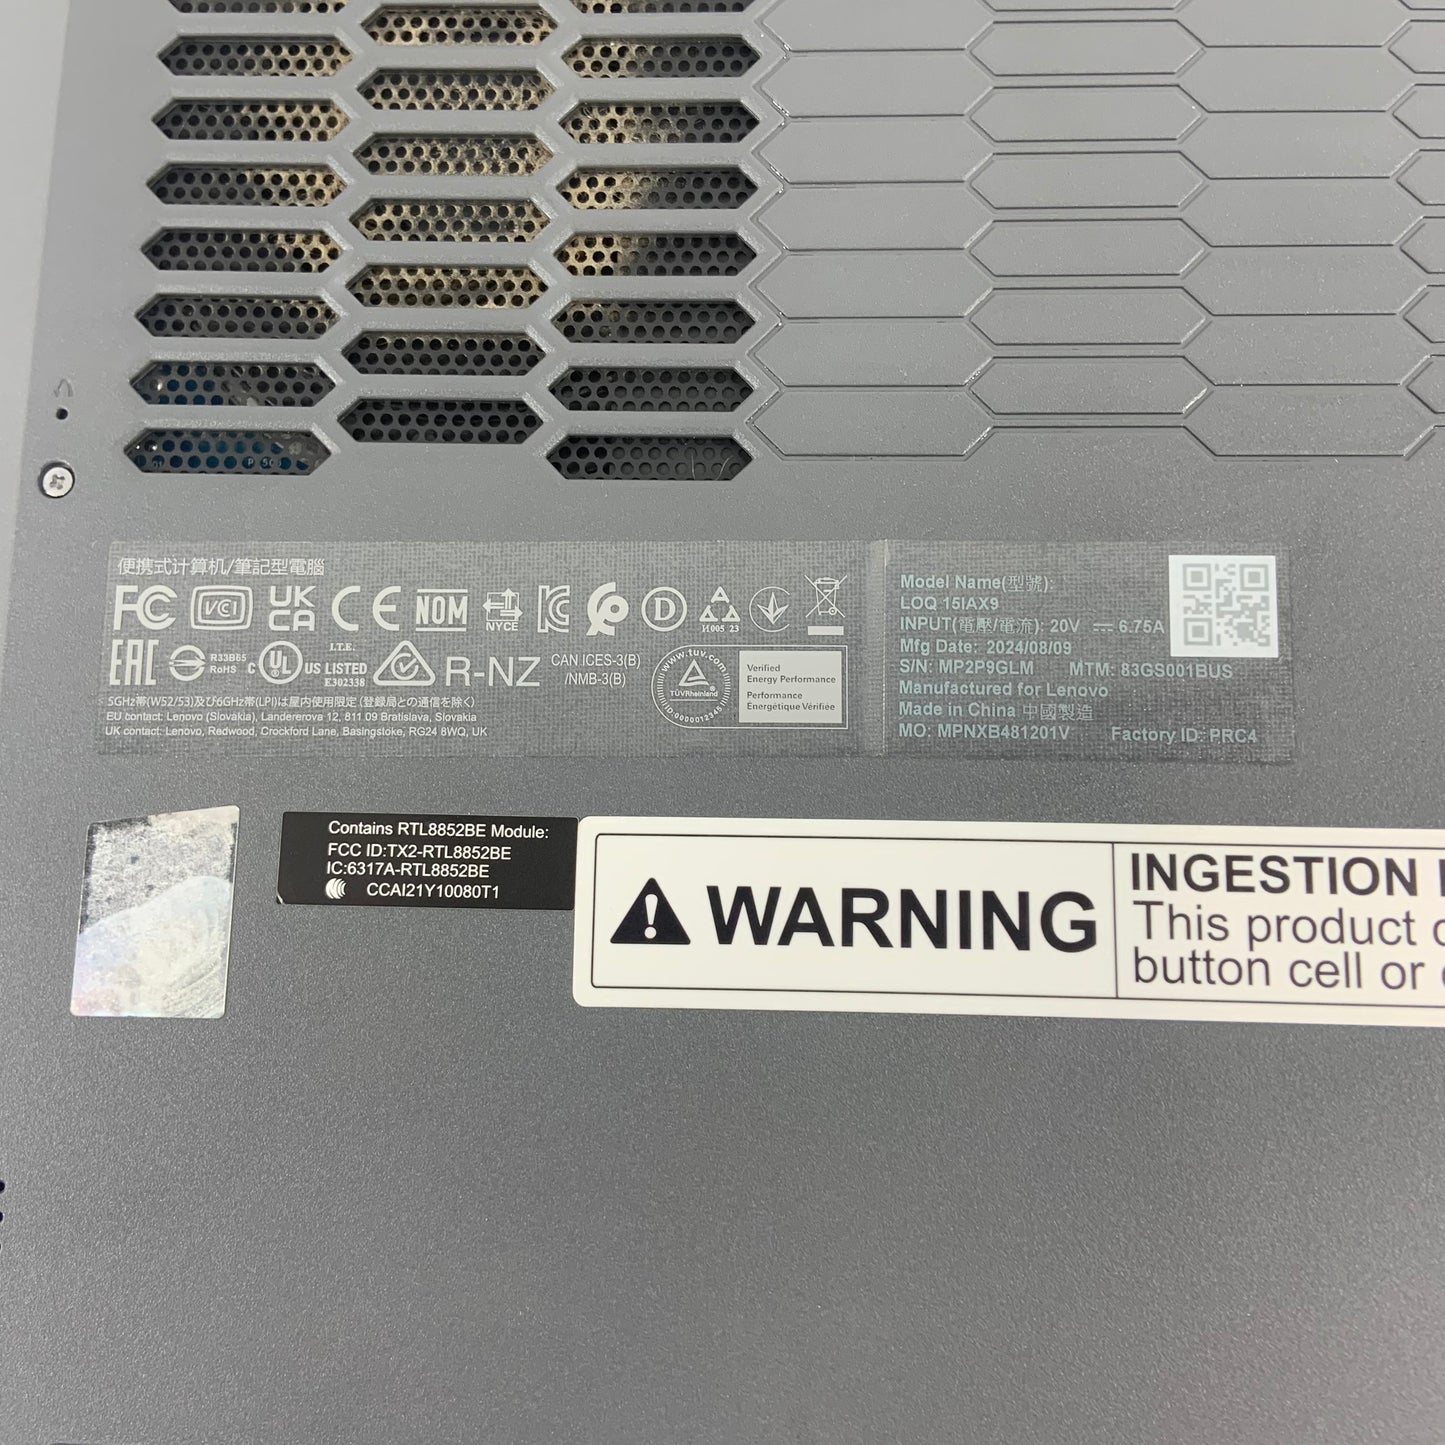 便携式计算机/筆記型電腦
FC VCI UK CA CE NOM NYCE D И005 23
EAC R33B65 RoHS c UL US LISTED I.T.E. E302338 R-NZ CAN ICES-3(B) /NMB-3(B)
5GHz帯(W52/53)及び6GHz帯(LPI)は屋内使用限定 (登録局との通信を除く)
EU contact: Lenovo (Slovakia), Landererova 12, 811 09 Bratislava, Slovakia
UK contact: Lenovo, Redwood, Crockford Lane, Basingstoke, RG24 8WQ, UK
www.tuv.com
TÜVRheinland
ID:0000012345
Verified
Energy Performance
Performance
Énergétique Vérifiée
Model Name(型號):
LOQ 15IAX9
INPUT(電壓/電流): 20V ⎓ 6.75A
Mfg Date: 2024/08/09
S/N: MP2P9GLM MTM: 83GS001BUS
Manufactured for Lenovo
Made in China 中國製造
MO: MPNXB481201V Factory ID: PRC4
Contains RTL8852BE Module:
FCC ID:TX2-RTL8852BE
IC:6317A-RTL8852BE
CCAI21Y10080T1
WARNING
INGESTION
This product
button cell or